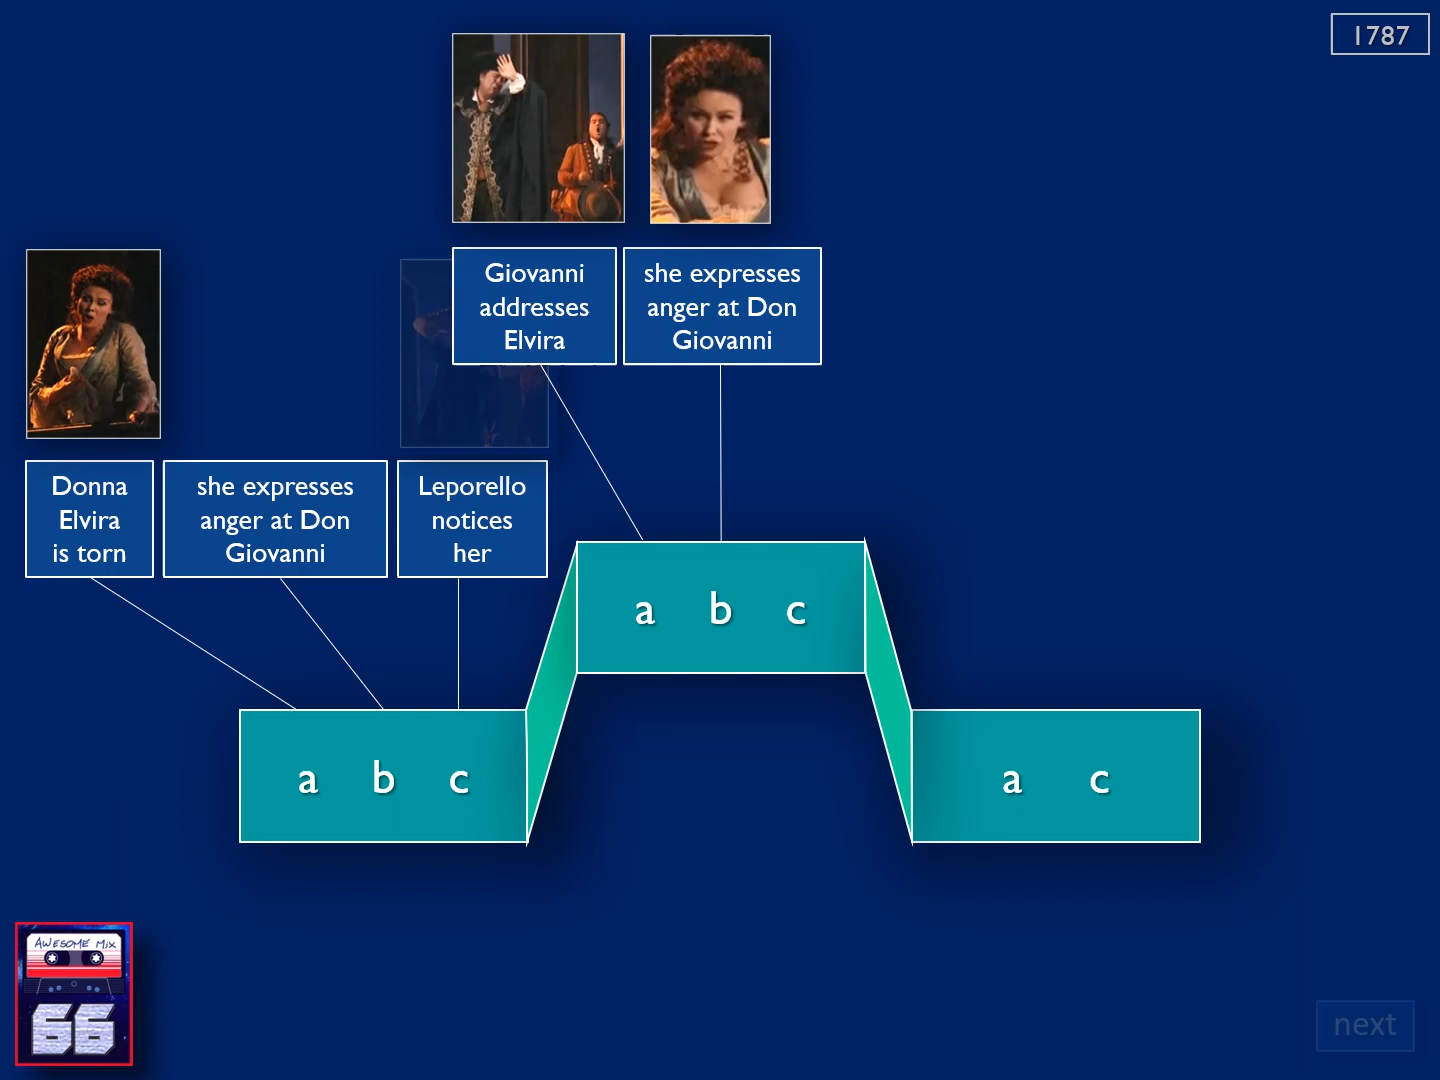 1787
Giovanni
addresses
Elvira
she expresses
anger at Don
Giovanni
Donna
Elvira
is torn
she expresses
anger at Don
Giovanni
Leporello
notices
her
a b c
a b c
a c
AWESOME MIX
66
next